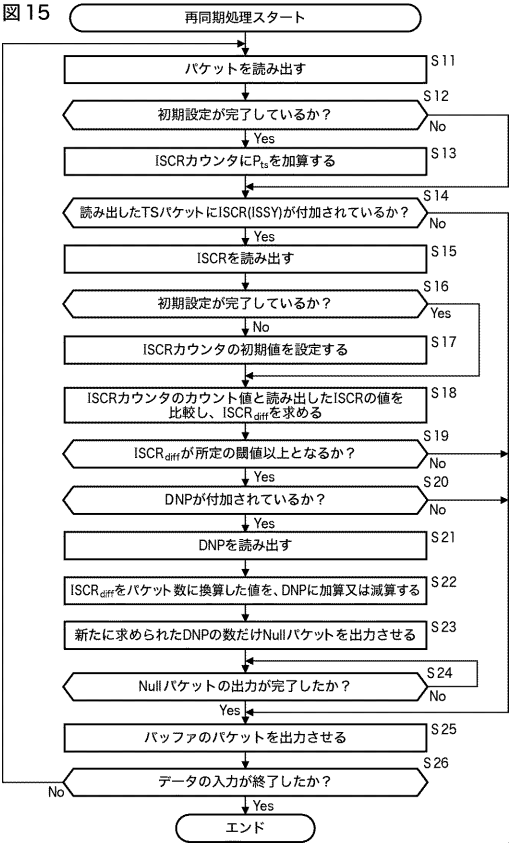 図15
再同期処理スタート
S11
パケットを読み出す
S12
初期設定が完了しているか？
No
Yes
S13
ISCRカウンタにPtsを加算する
S14
読み出したTSパケットにISCR(ISSY)が付加されているか？
No
Yes
S15
ISCRを読み出す
S16
初期設定が完了しているか？
Yes
No
S17
ISCRカウンタの初期値を設定する
S18
ISCRカウンタのカウント値と読み出したISCRの値を
比較し、ISCRdiffを求める
S19
ISCRdiffが所定の閾値以上となるか？
No
Yes
S20
DNPが付加されているか？
No
Yes
S21
DNPを読み出す
S22
ISCRdiffをパケット数に換算した値を、DNPに加算又は減算する
S23
新たに求められたDNPの数だけNullパケットを出力させる
S24
Nullパケットの出力が完了したか？
No
Yes
S25
バッファのパケットを出力させる
S26
データの入力が終了したか？
No
Yes
エンド